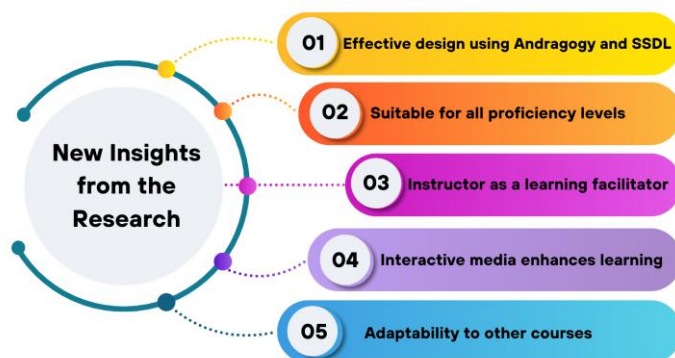 New Insights
from the
Research
01 Effective design using Andragogy and SSDL
02 Suitable for all proficiency levels
03 Instructor as a learning facilitator
04 Interactive media enhances learning
05 Adaptability to other courses